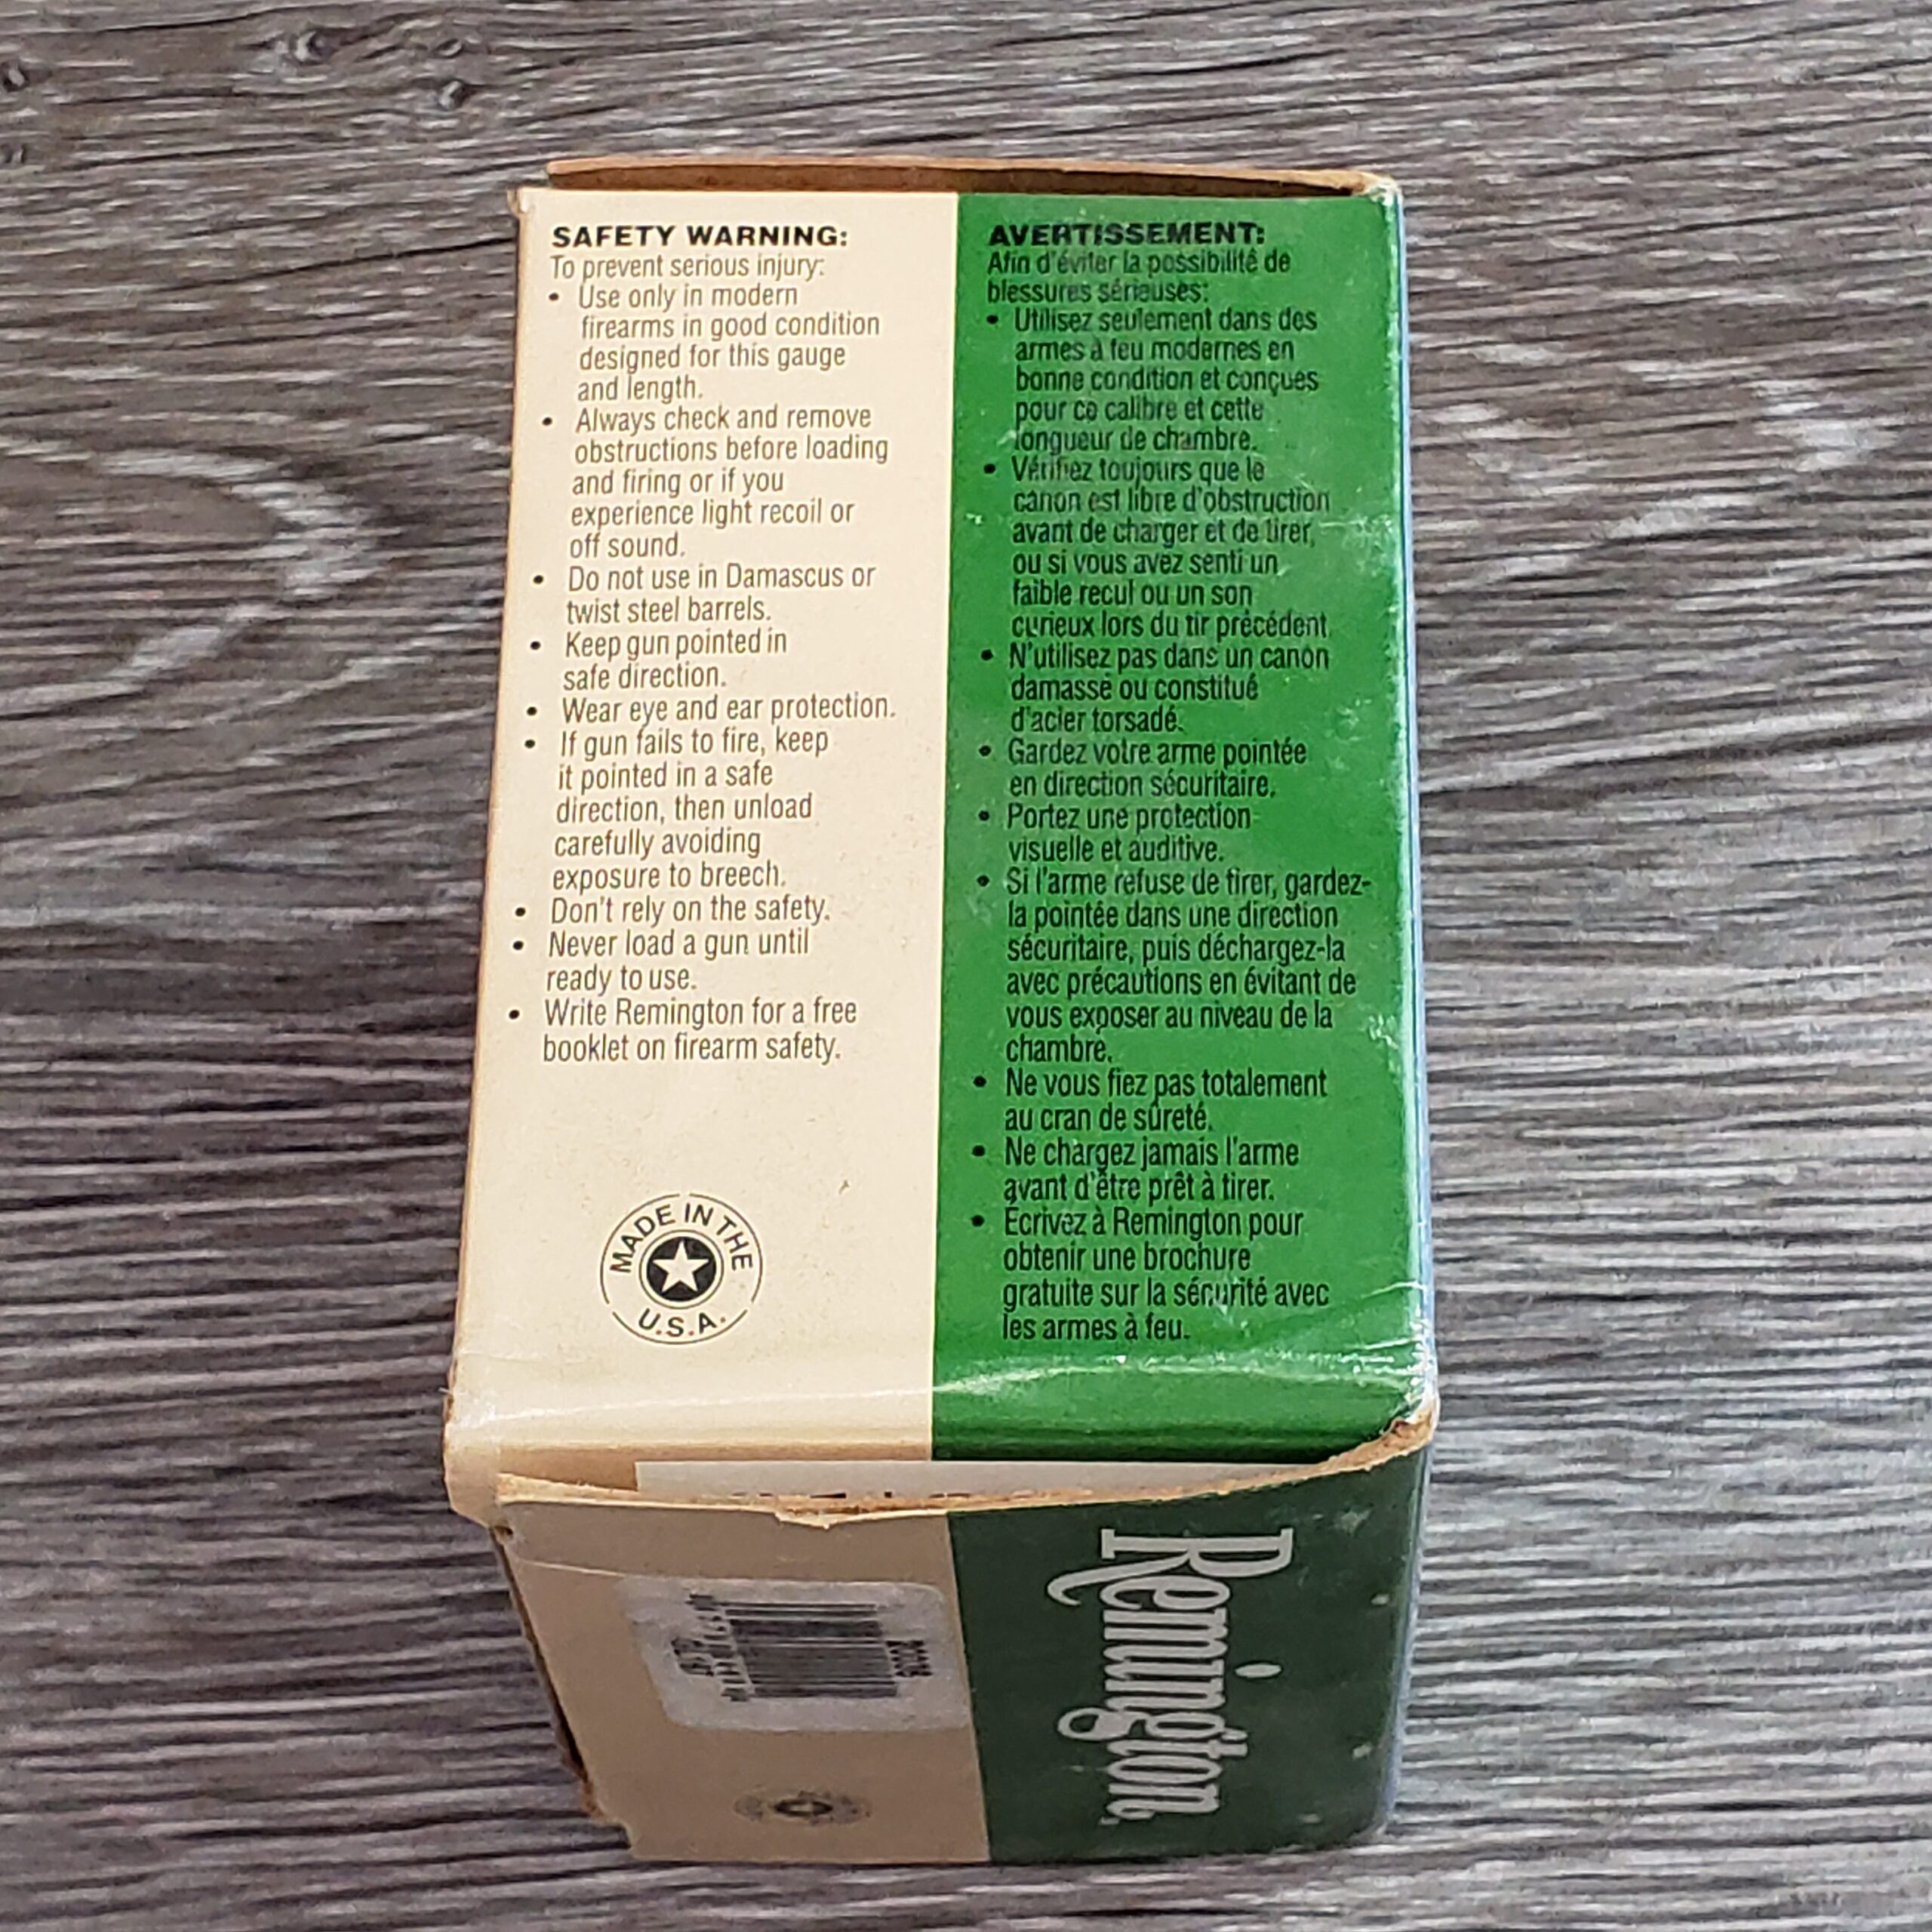 SAFETY WARNING:
To prevent serious injury:
• Use only in modern
firearms in good condition
designed for this gauge
and length.
• Always check and remove
obstructions before loading
and firing or if you
experience light recoil or
off sound.
• Do not use in Damascus or
twist steel barrels.
• Keep gun pointed in
safe direction.
• Wear eye and ear protection.
• If gun fails to fire, keep
it pointed in a safe
direction, then unload
carefully avoiding
exposure to breech.
• Don't rely on the safety.
• Never load a gun until
ready to use.
• Write Remington for a free
booklet on firearm safety.
MADE IN THE
U.S.A.
AVERTISSEMENT:
Afin d'éviter la possibilité de
blessures sérieuses:
• Utilisez seulement dans des
armes à feu modernes en
bonne condition et conçues
pour ce calibre et cette
longueur de chambre.
• Vérifiez toujours que le
canon est libre d'obstruction
avant de charger et de tirer,
ou si vous avez senti un
faible recul ou un son
curieux lors du tir précédent
• N'utilisez pas dans un canon
damassé ou constitué
d'acier torsadé.
• Gardez votre arme pointée
en direction sécuritaire.
• Portez une protection
visuelle et auditive.
• Si l'arme refuse de tirer, gardez-
la pointée dans une direction
sécuritaire, puis déchargez-la
avec précautions en évitant de
vous exposer au niveau de la
chambre.
• Ne vous fiez pas totalement
au cran de sûreté.
• Ne chargez jamais l'arme
avant d'être prêt à tirer.
• Écrivez à Remington pour
obtenir une brochure
gratuite sur la sécurité avec
les armes à feu.
Remington